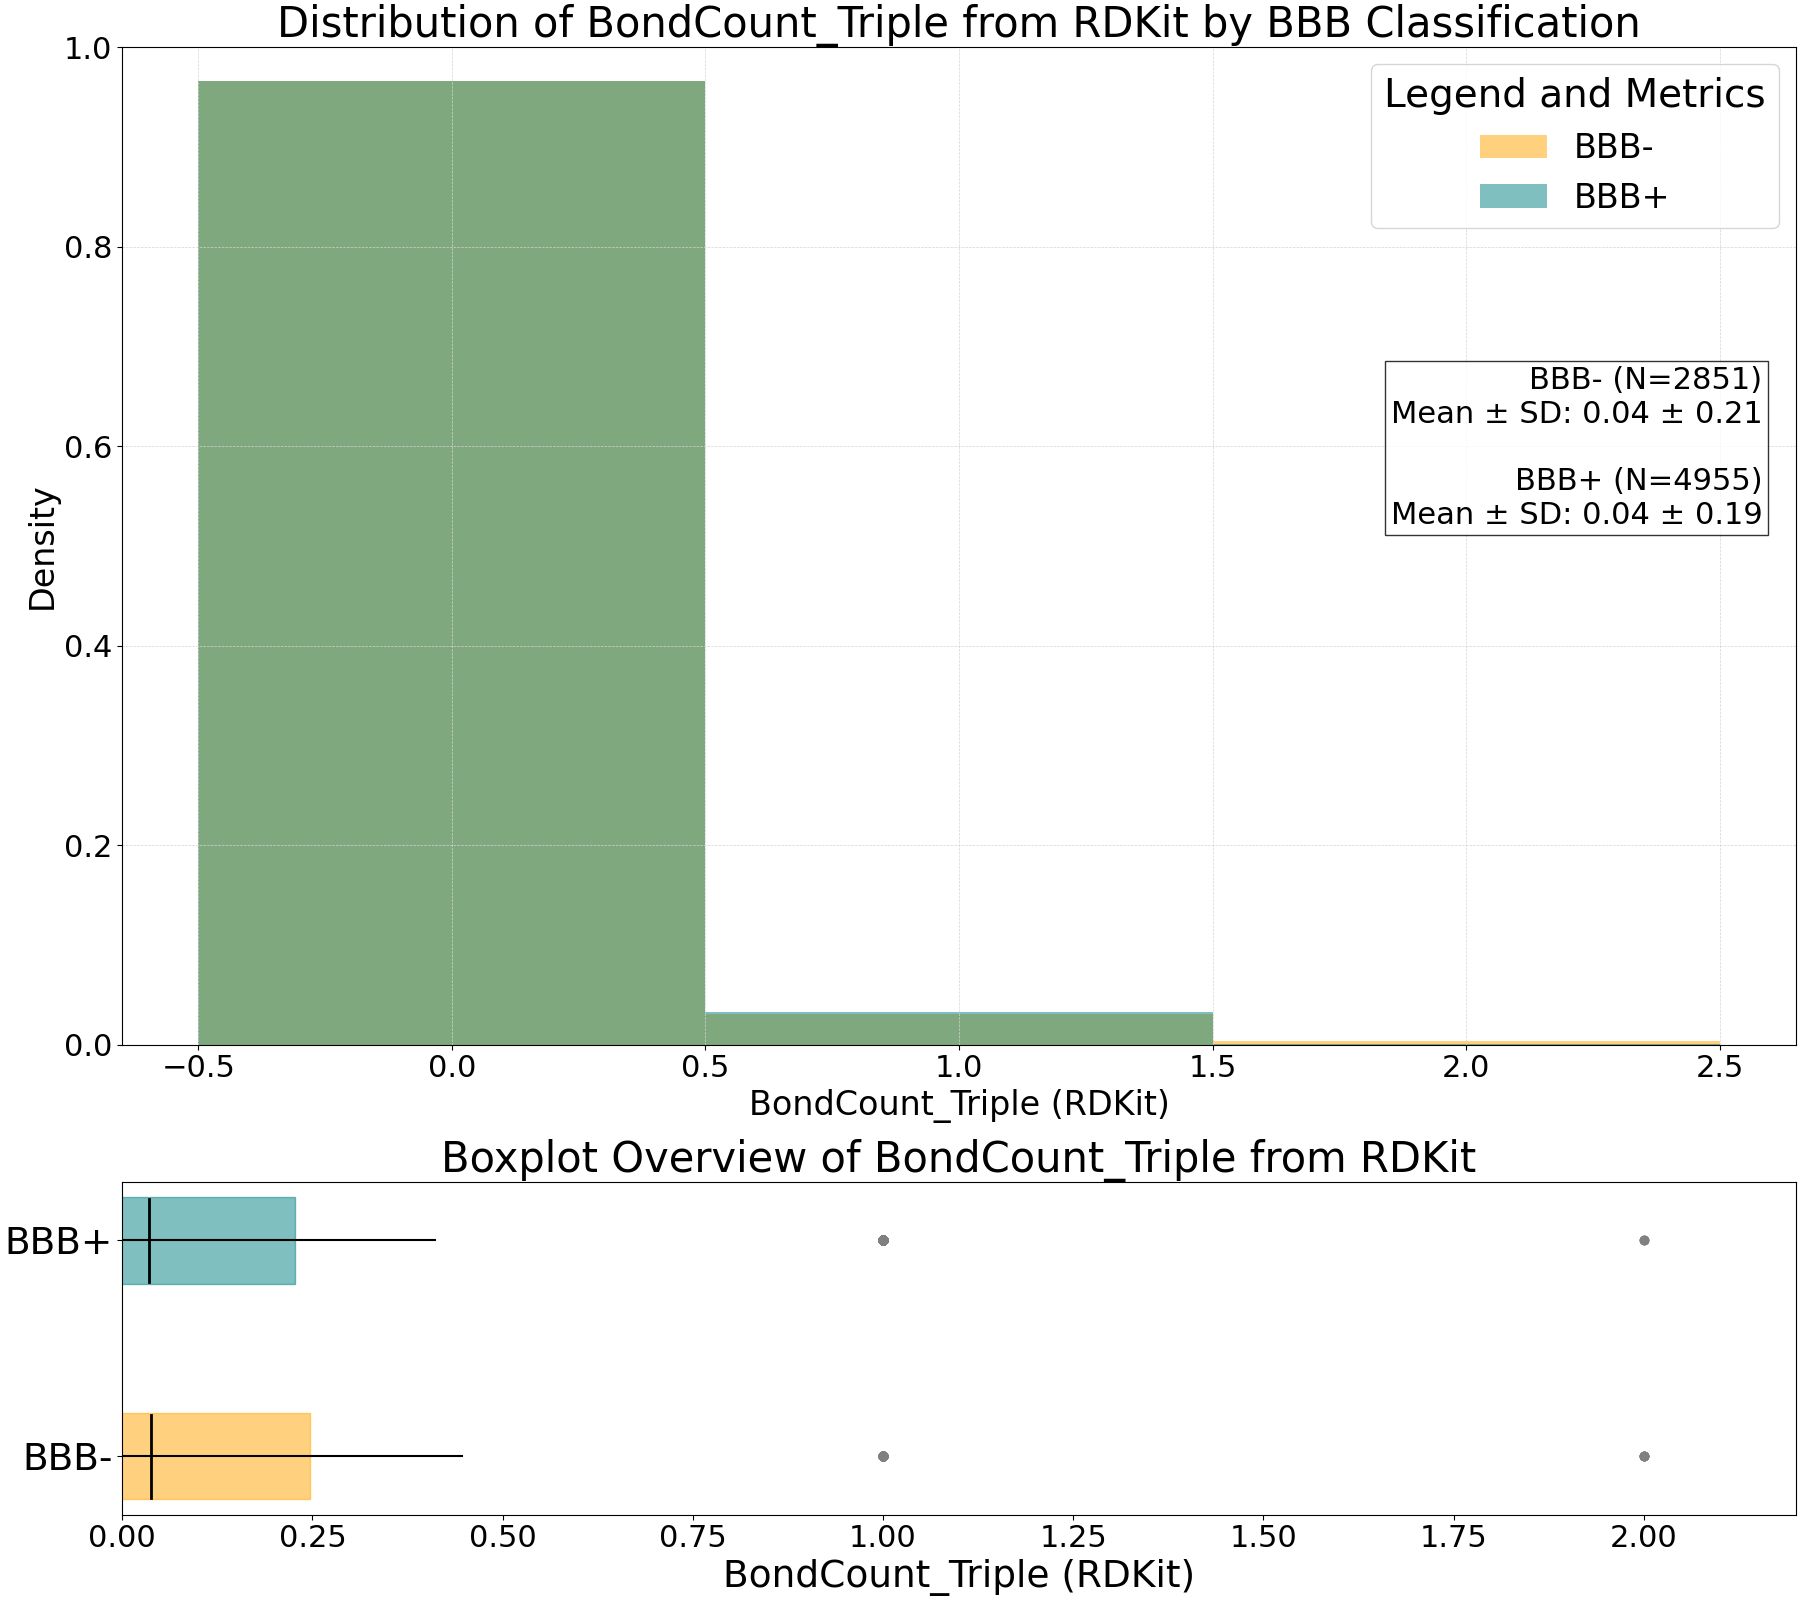 Distribution of BondCount_Triple from RDKit by BBB Classification
1.0
0.8
0.6
0.4
0.2
0.0
Density
Legend and Metrics
BBB-
BBB+
BBB- (N=2851)
Mean ± SD: 0.04 ± 0.21
BBB+ (N=4955)
Mean ± SD: 0.04 ± 0.19
−0.5 0.0 0.5 1.0 1.5 2.0 2.5
BondCount_Triple (RDKit)
Boxplot Overview of BondCount_Triple from RDKit
BBB+
BBB-
0.00 0.25 0.50 0.75 1.00 1.25 1.50 1.75 2.00
BondCount_Triple (RDKit)